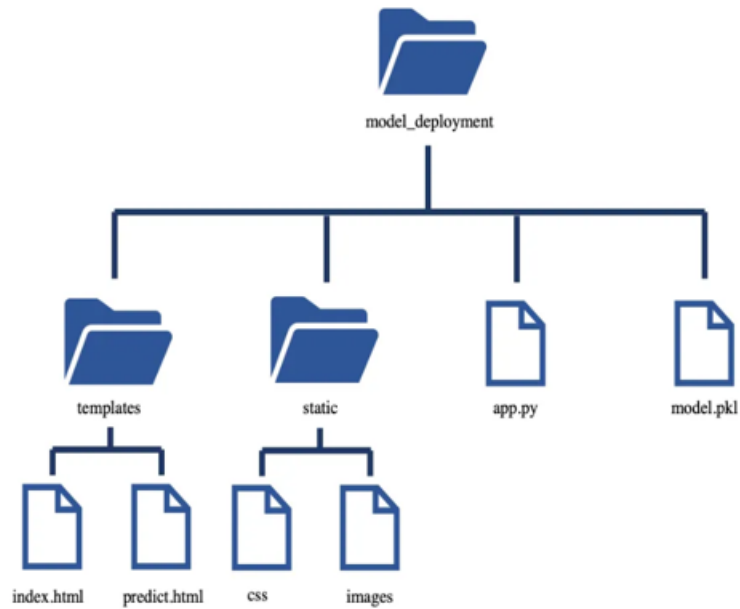 model_deployment
templates
static
app.py
model.pkl
index.html
predict.html
css
images